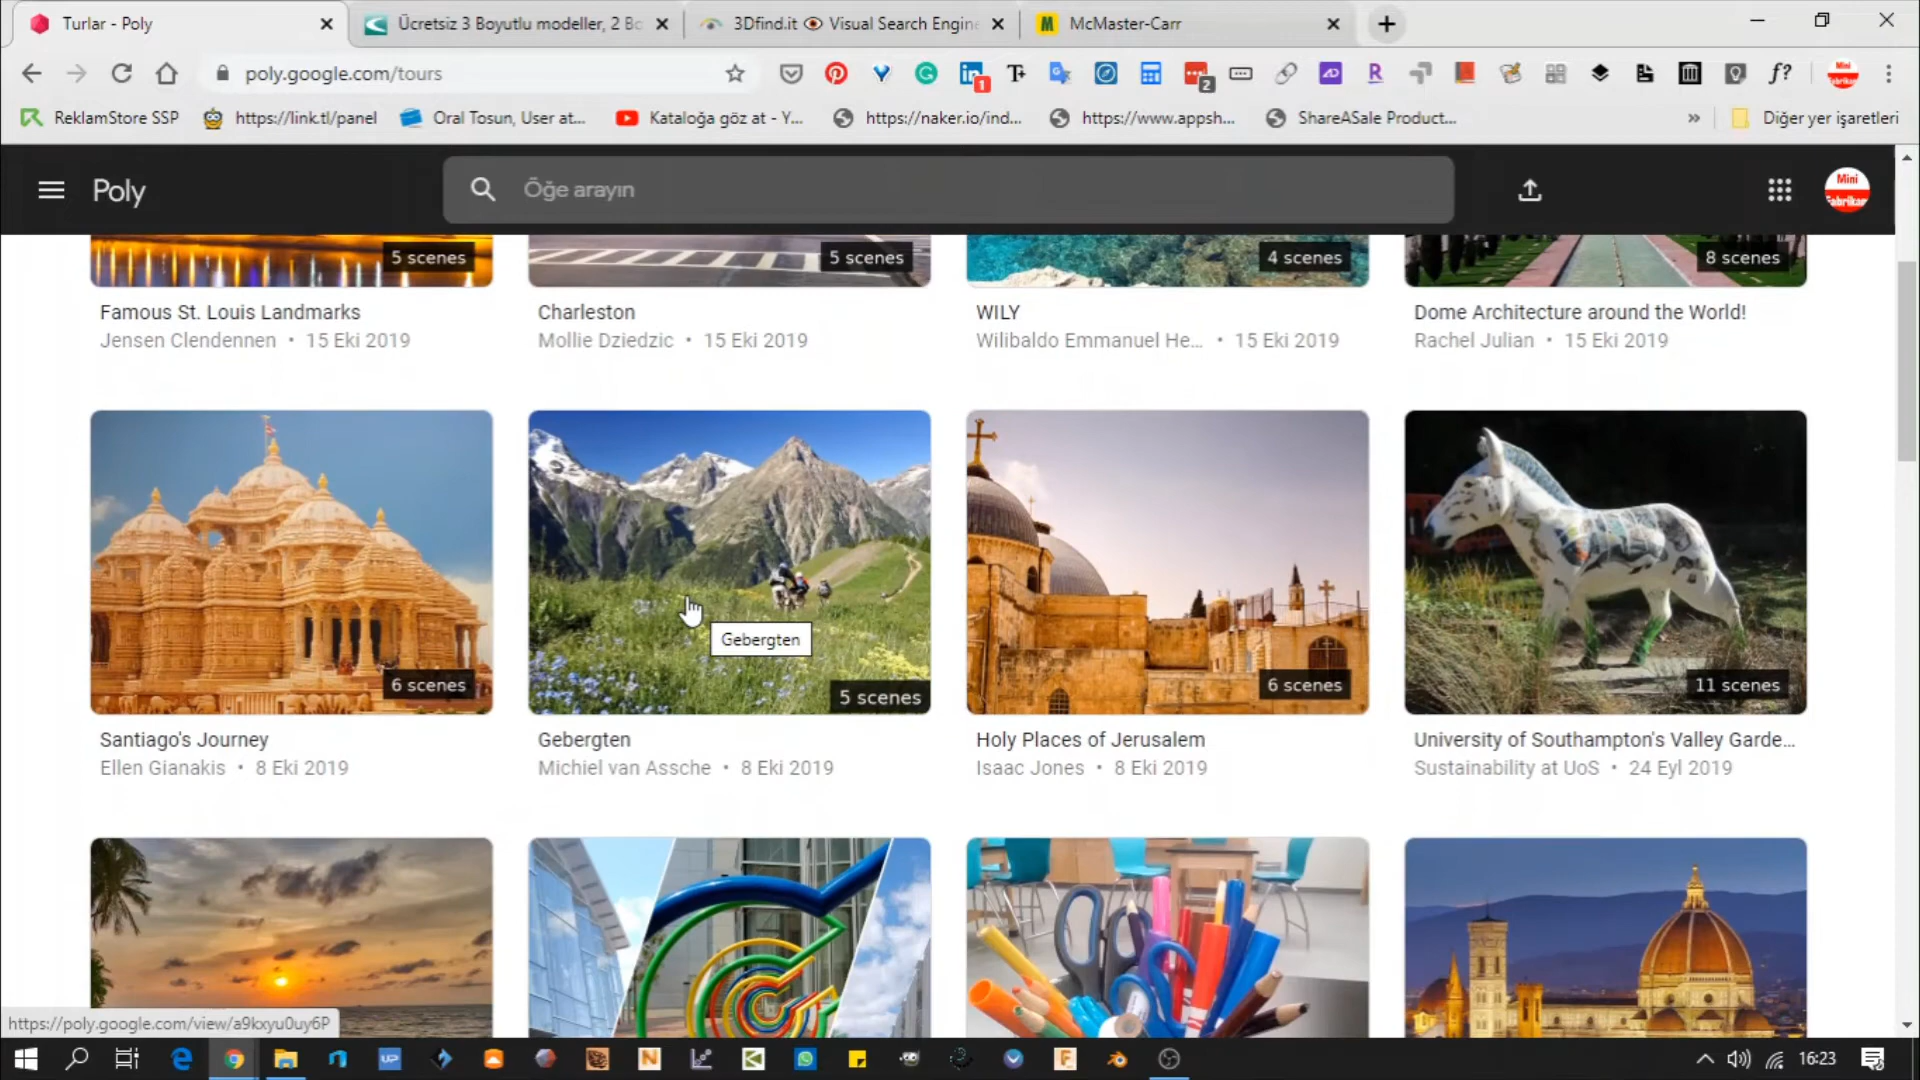 Turlar - Poly
Ücretsiz 3 Boyutlu modeller, 2 Bo
3Dfind.it Visual Search Engine
McMaster-Carr
poly.google.com/tours
1
2
f?
ReklamStore SSP
https://link.tl/panel
Oral Tosun, User at...
Kataloğa göz at - Y...
https://naker.io/ind...
https://www.appsh...
ShareASale Product...
»
Diğer yer işaretleri
Poly
Öğe arayın
Mini
Fabrikam
5 scenes
5 scenes
4 scenes
8 scenes
Famous St. Louis Landmarks
Jensen Clendennen • 15 Eki 2019
Charleston
Mollie Dziedzic • 15 Eki 2019
WILY
Wilibaldo Emmanuel He... • 15 Eki 2019
Dome Architecture around the World!
Rachel Julian • 15 Eki 2019
Gebergten
6 scenes
5 scenes
6 scenes
11 scenes
Santiago's Journey
Ellen Gianakis • 8 Eki 2019
Gebergten
Michiel van Assche • 8 Eki 2019
Holy Places of Jerusalem
Isaac Jones • 8 Eki 2019
University of Southampton's Valley Garde...
Sustainability at UoS • 24 Eyl 2019
https://poly.google.com/view/a9kxyu0uy6P
16:23